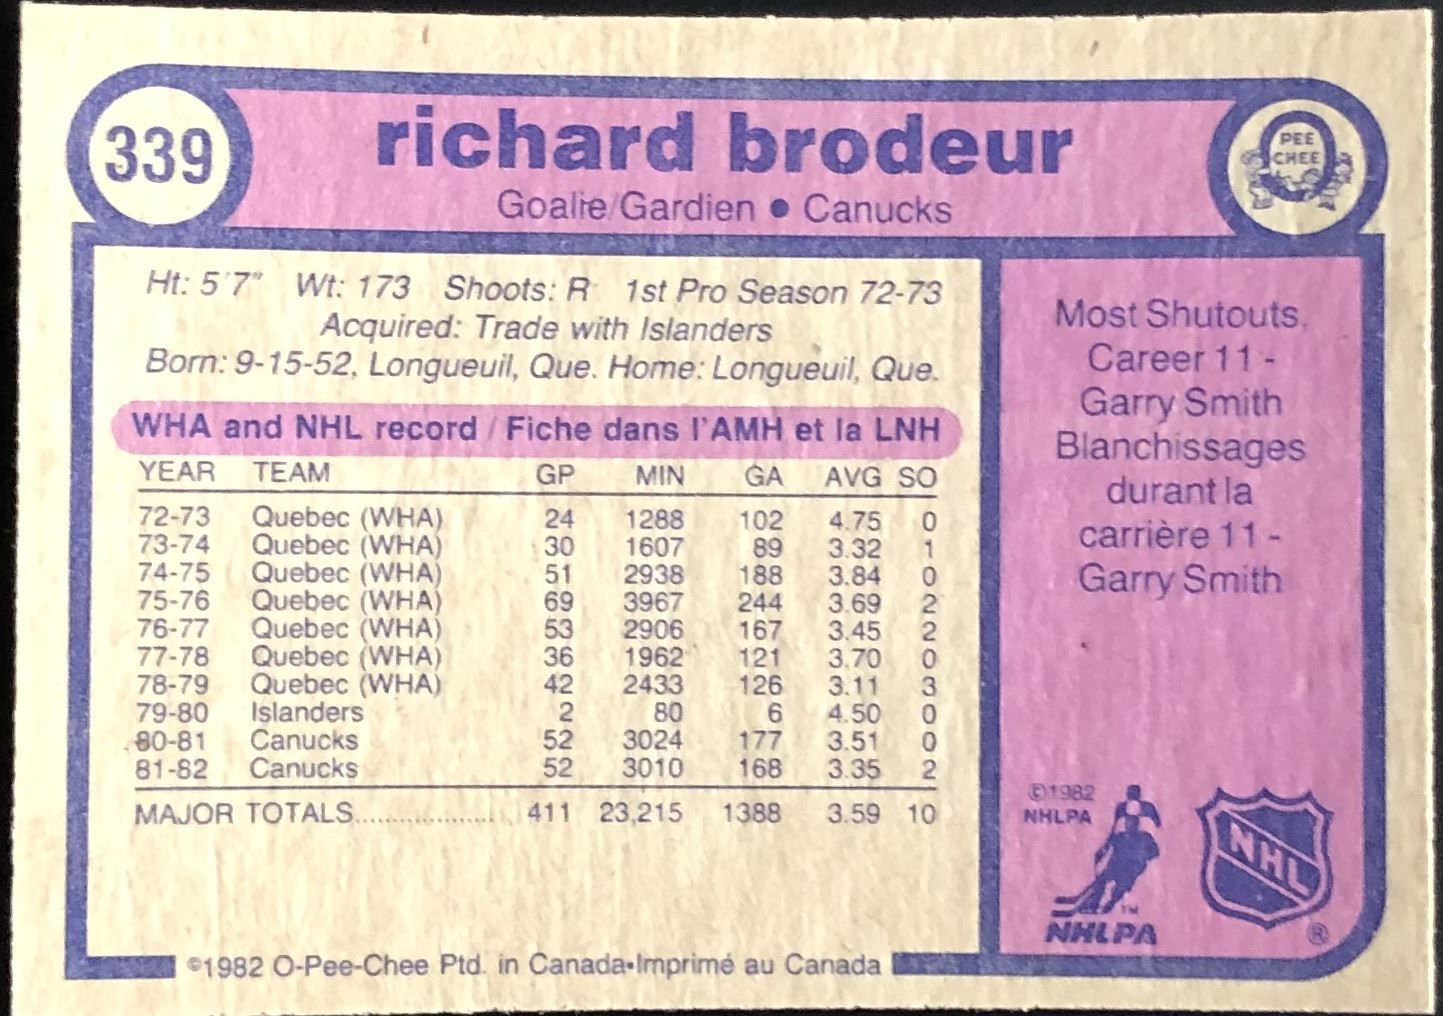 339
richard brodeur
PEE
CHEE
Goalie/Gardien • Canucks
Ht: 5'7" Wt: 173 Shoots: R 1st Pro Season 72-73
Acquired: Trade with Islanders
Born: 9-15-52, Longueuil, Que. Home: Longueuil, Que.
WHA and NHL record / Fiche dans l'AMH et la LNH
YEAR TEAM GP MIN GA AVG SO
72-73 Quebec (WHA) 24 1288 102 4.75 0
73-74 Quebec (WHA) 30 1607 89 3.32 1
74-75 Quebec (WHA) 51 2938 188 3.84 0
75-76 Quebec (WHA) 69 3967 244 3.69 2
76-77 Quebec (WHA) 53 2906 167 3.45 2
77-78 Quebec (WHA) 36 1962 121 3.70 0
78-79 Quebec (WHA) 42 2433 126 3.11 3
79-80 Islanders 2 80 6 4.50 0
80-81 Canucks 52 3024 177 3.51 0
81-82 Canucks 52 3010 168 3.35 2
MAJOR TOTALS.................... 411 23,215 1388 3.59 10
Most Shutouts,
Career 11 -
Garry Smith
Blanchissages
durant la
carrière 11 -
Garry Smith
©1982
NHLPA
TM
NHLPA
NHL
®
©1982 O-Pee-Chee Ptd. in Canada•Imprimé au Canada